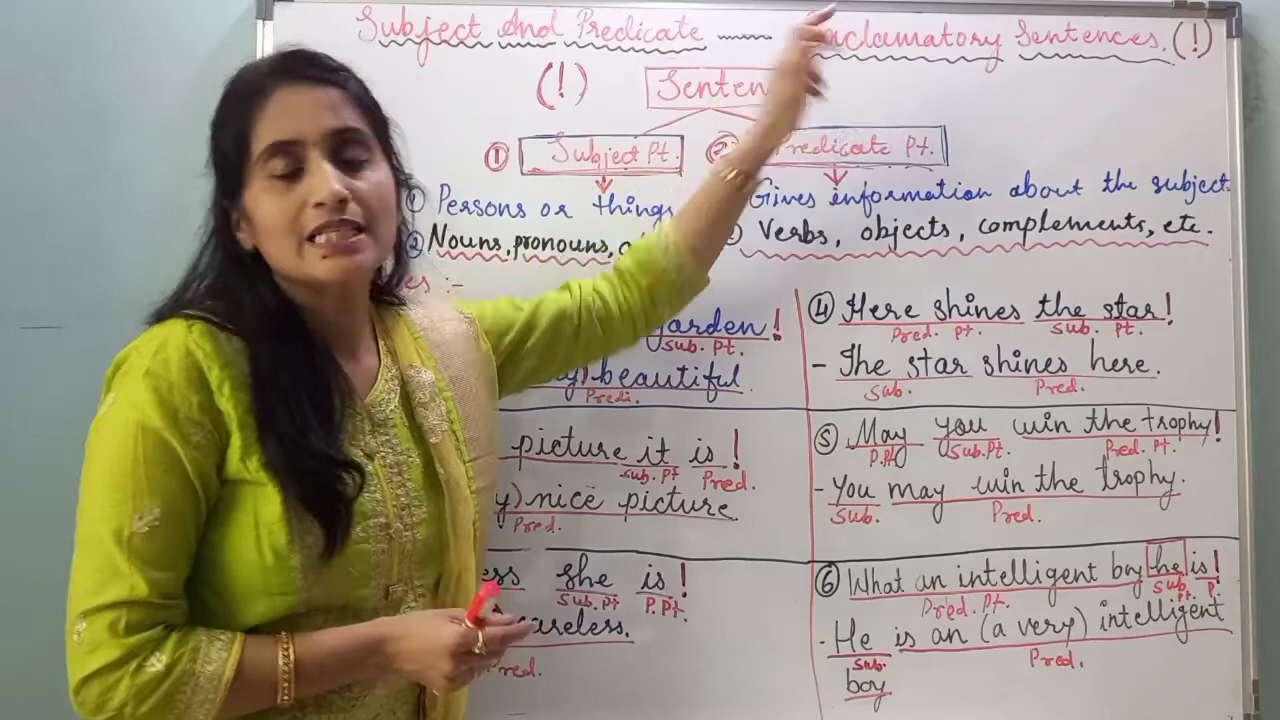 Subject And Predicate ------ Exclamatory Sentences. (!)
(!)
① Subject Pt. ② Predicate Pt.
① Persons or things Gives information about the subject.
② Nouns, pronouns, Verbs, objects, complements, etc.
:-
garden!
sub. Pt.
beautiful.
Predi.
picture it is!
sub. Pt Pred.
nice picture
Pred.
she is!
sub. Pt P. Pt.
careless.
Pred.
④ Here shines the star!
Pred. Pt. sub. Pt.
- The star shines here.
sub. Pred.
⑤ May you win the trophy!
P.Pt Sub.Pt. Pred. Pt.
- You may win the trophy.
Sub. Pred.
⑥ What an intelligent boy he is!
Pred. Pt. sub. Pt. P.
- He is an (a very) intelligent
sub. Pred.
boy